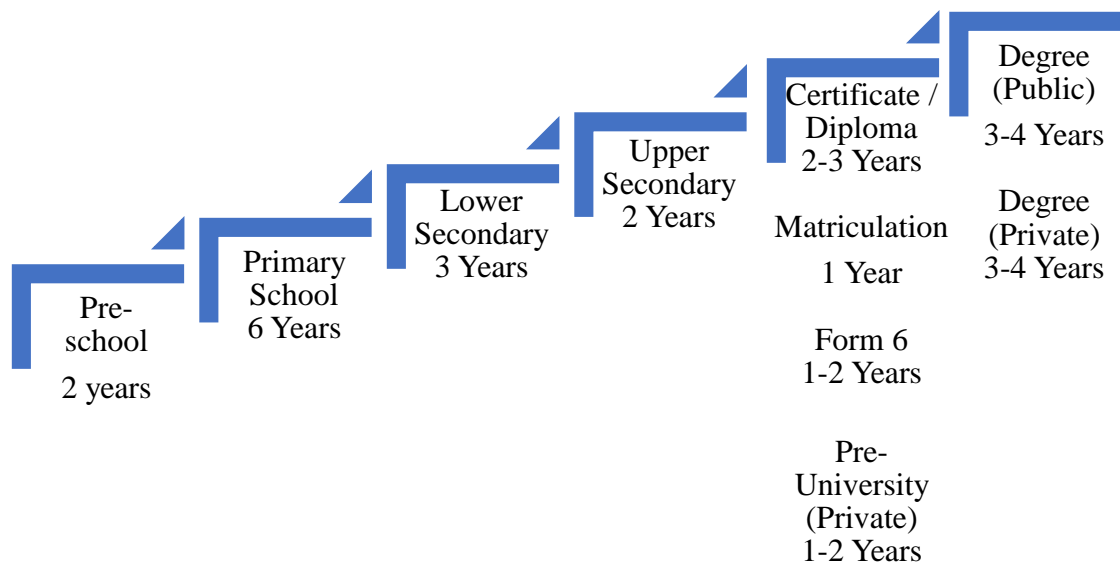 Pre-
school
2 years
Primary
School
6 Years
Lower
Secondary
3 Years
Upper
Secondary
2 Years
Certificate /
Diploma
2-3 Years
Matriculation
1 Year
Form 6
1-2 Years
Pre-
University
(Private)
1-2 Years
Degree
(Public)
3-4 Years
Degree
(Private)
3-4 Years